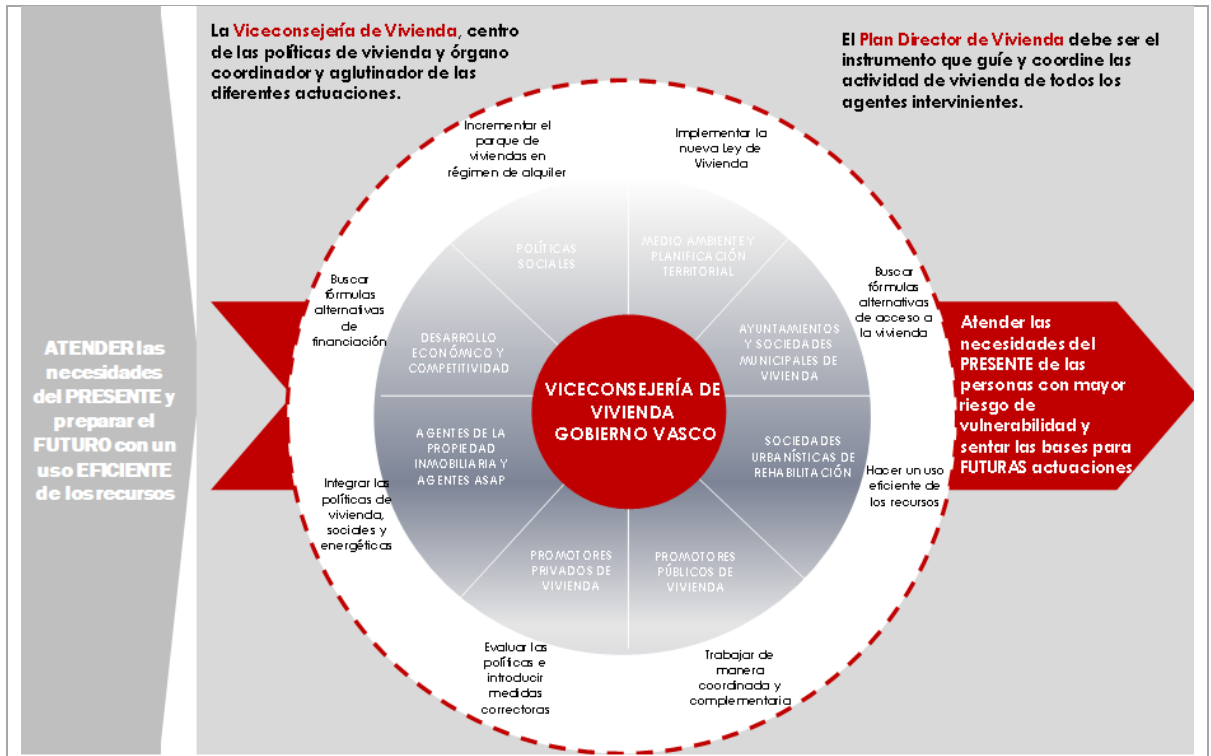 La Viceconsejería de Vivienda, centro
de las políticas de vivienda y órgano
coordinador y aglutinador de las
diferentes actuaciones.
El Plan Director de Vivienda debe ser el
instrumento que guíe y coordine las
actividad de vivienda de todos los
agentes intervinientes.
ATENDER las
necesidades
del PRESENTE y
preparar el
FUTURO con un
uso EFICIENTE
de los recursos
Incrementar el
parque de
viviendas en
régimen de alquiler
Implementar la
nueva Ley de
Vivienda
Buscar
fórmulas
alternativas
de acceso a
la vivienda
Hacer un uso
eficiente de
los recursos
Trabajar de
manera
coordinada y
complementaria
Evaluar las
políticas e
introducir
medidas
correctoras
Integrar las
políticas de
vivienda,
sociales y
energéticas
Buscar
fórmulas
alternativas
de
financiación
POLÍTICAS
SOCIALES
MEDIO AMBIENTE Y
PLANIFICACIÓN
TERRITORIAL
AYUNTAMIENTOS
Y SOCIEDADES
MUNICIPALES DE
VIVIENDA
SOCIEDADES
URBANÍSTICAS DE
REHABILITACIÓN
PROMOTORES
PÚBLICOS DE
VIVIENDA
PROMOTORES
PRIVADOS DE
VIVIENDA
AGENTES DE LA
PROPIEDAD
INMOBILIARIA Y
AGENTES ASAP
DESARROLLO
ECONÓMICO Y
COMPETITIVIDAD
VICECONSEJERÍA DE
VIVIENDA
GOBIERNO VASCO
Atender las
necesidades del
PRESENTE de las
personas con mayor
riesgo de
vulnerabilidad y
sentar las bases para
FUTURAS actuaciones